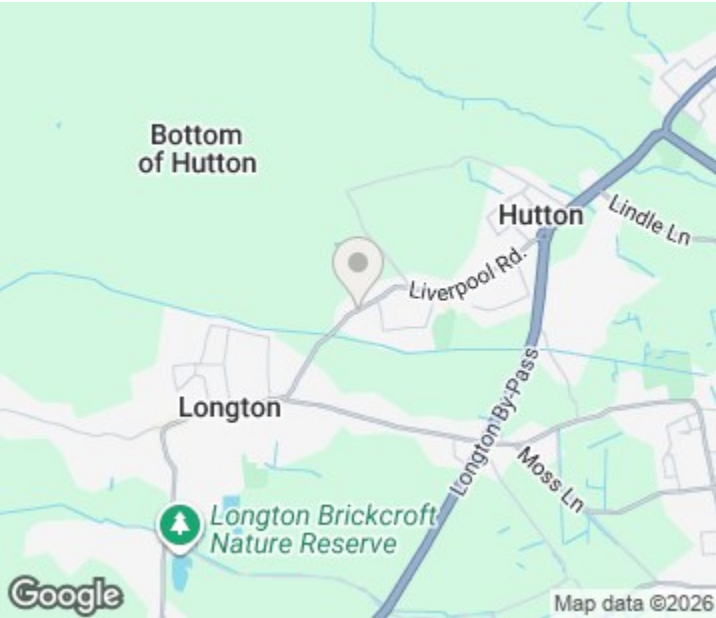 Bottom
of Hutton
Hutton
Lindle Ln
Liverpool Rd.
Longton
Longton By-Pass
Moss Ln
Longton Brickcroft
Nature Reserve
Google
Map data ©2026